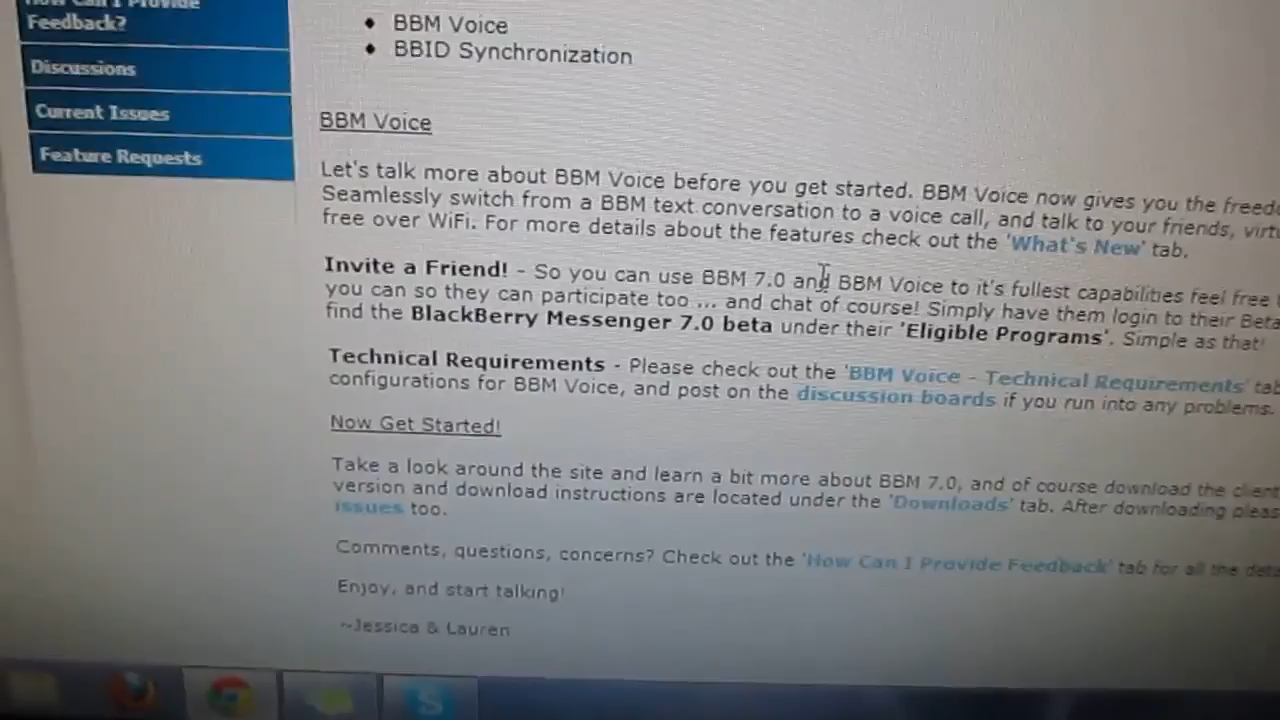 Feedback?
Discussions
Current Issues
Feature Requests
BBM Voice
BBID Synchronization
BBM Voice
Let's talk more about BBM Voice before you get started. BBM Voice now gives you the
Seamlessly switch from a BBM text conversation to a voice call, and talk to your friends,
free over WiFi. For more details about the features check out the 'What's New' tab.
Invite a Friend! - So you can use BBM 7.0 and BBM Voice to it's fullest capabilities feel free
you can so they can participate too ... and chat of course! Simply have them login to their Beta
find the BlackBerry Messenger 7.0 beta under their 'Eligible Programs'. Simple as that!
Technical Requirements - Please check out the 'BBM Voice - Technical Requirements' tab
configurations for BBM Voice, and post on the discussion boards if you run into any problems.
Now Get Started!
Take a look around the site and learn a bit more about BBM 7.0, and of course download the client
version and download instructions are located under the 'Downloads' tab. After downloading
issues too.
Comments, questions, concerns? Check out the 'How Can I Provide Feedback' tab for all the
Enjoy, and start talking!
~Jessica & Lauren